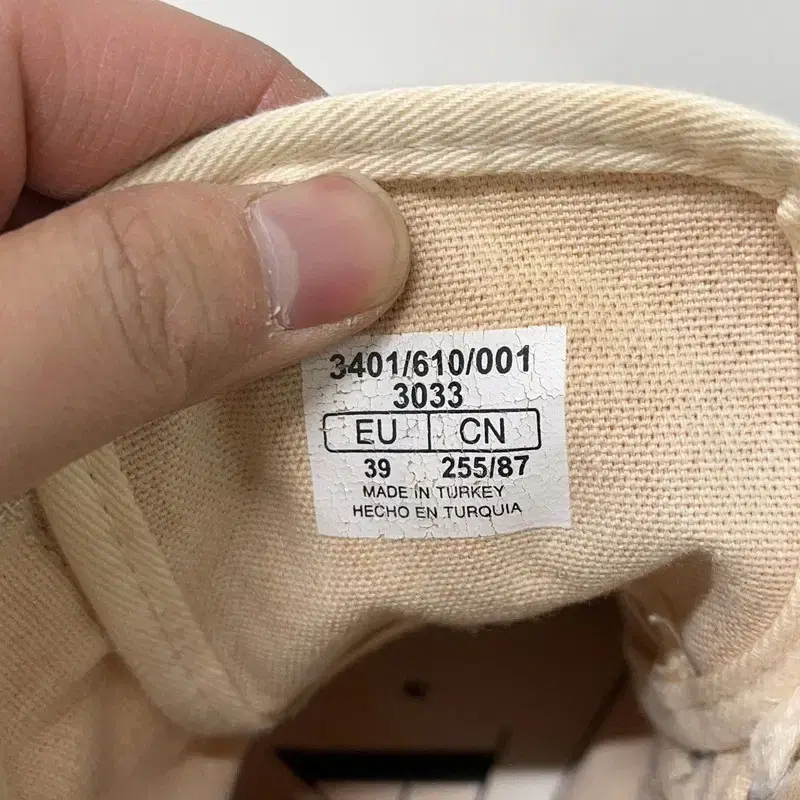 3401/610/001
3033
EU CN
39 255/87
MADE IN TURKEY
HECHO EN TURQUIA